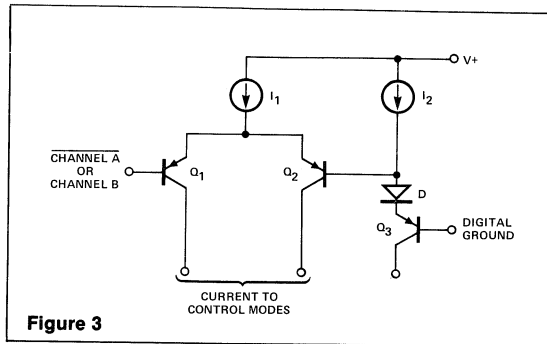 V+
I1
I2
CHANNEL A
OR
CHANNEL B
Q1
Q2
D
Q3
DIGITAL
GROUND
CURRENT TO
CONTROL MODES
Figure 3